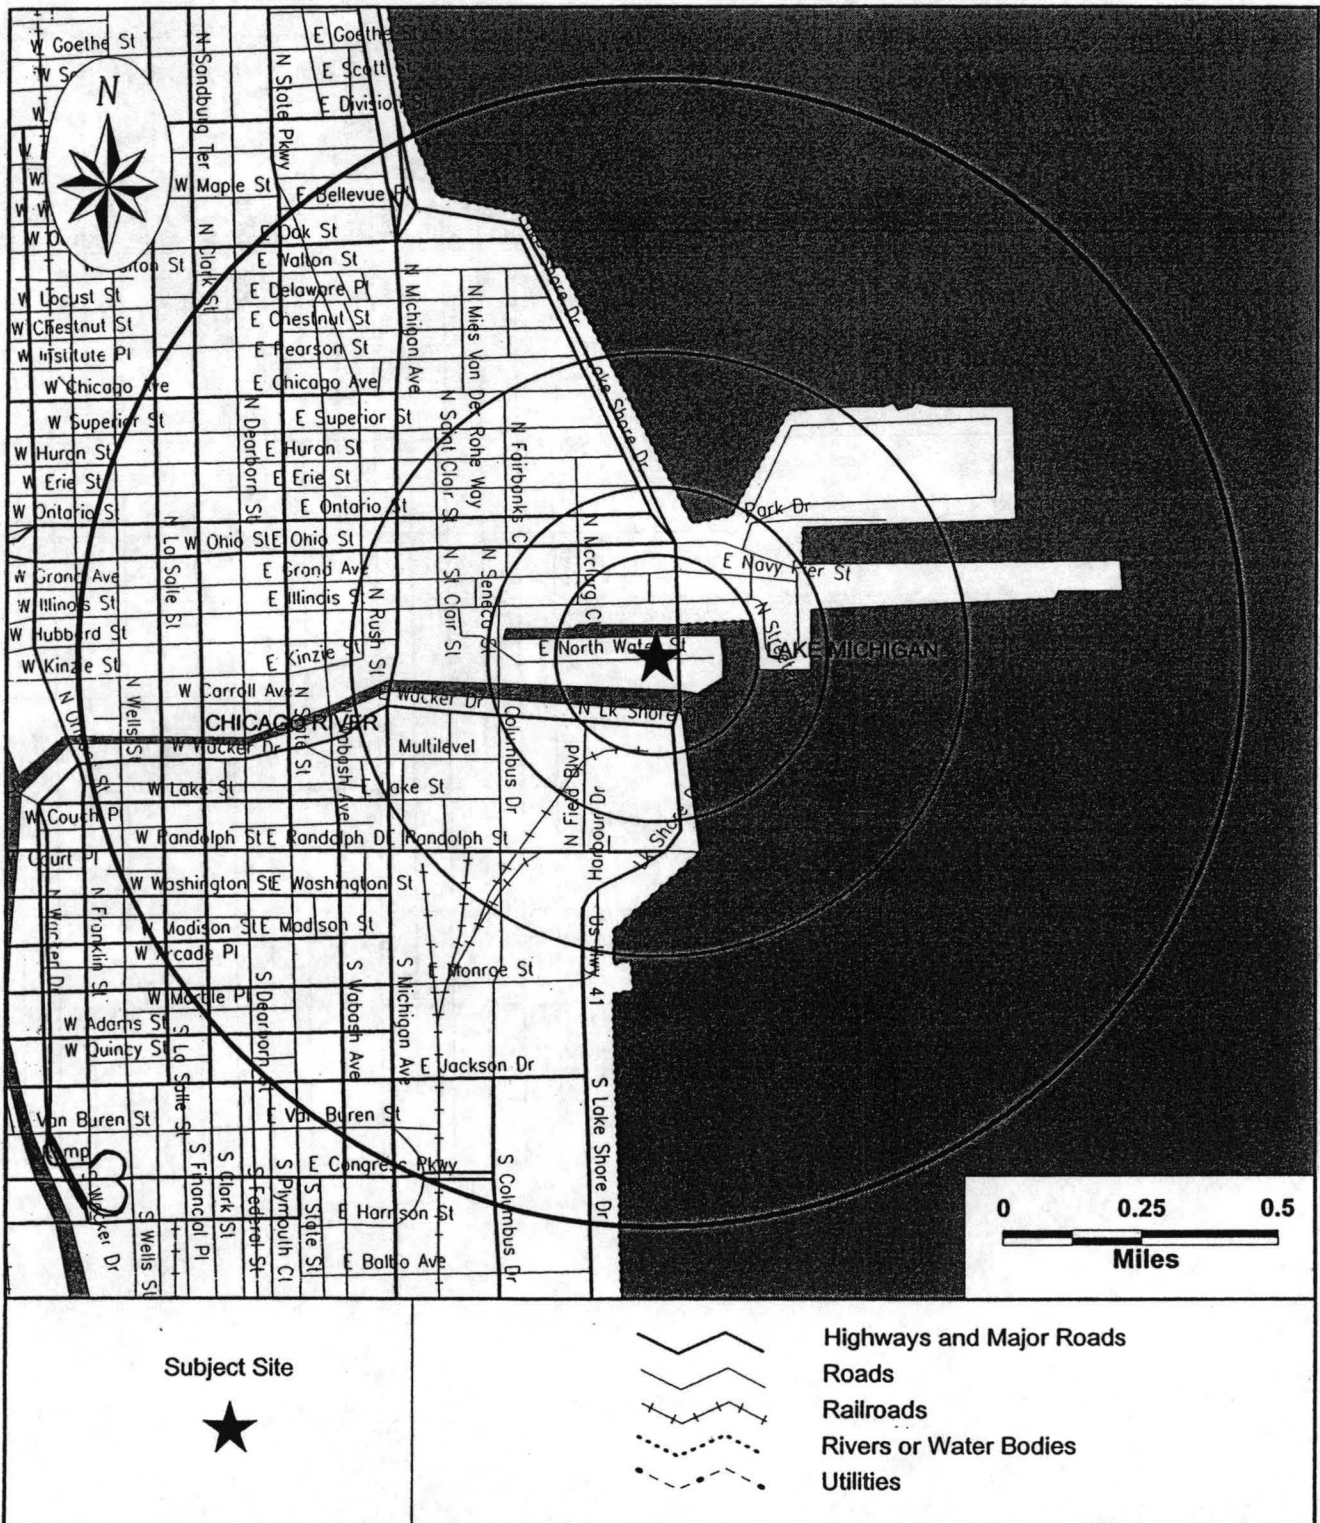 W Goethe St
E Goethe St
N Sandburg Ter
N State Pkwy
E Scott
E Division St
N
W Maple St
E Bellevue Pl
N Clark St
E Oak St
E Walton St
W Locust St
E Delaware Pl
W Chestnut St
E Chestnut St
W Institute Pl
E Pearson St
W Chicago Ave
E Chicago Ave
N Michigan Ave
N Mies Van Der Rohe Way
Lake Shore Dr
Lake Shore Dr
W Superior St
E Superior St
N Dearborn St
N Saint Clair St
N Fairbanks C
W Huron St
E Huron St
W Erie St
E Erie St
W Ontario St
E Ontario St
Park Dr
N La Salle St
W Ohio St
E Ohio St
N Mcclurg C
W Grand Ave
E Grand Ave
E Navy Pier St
W Illinois St
E Illinois St
N Rush St
N St Clair St
N Seneca St
N Street
W Hubbard St
W Kinzie St
E Kinzie St
E North Water St
LAKE MICHIGAN
W Carroll Ave
E Wacker Dr
N Lk Shore
CHICAGO RIVER
N Wells St
N State St
N Wabash Ave
N Columbus Dr
W Wacker Dr
Multilevel
N Field Blvd
Harbour Dr
W Lake St
E Lake St
W Couch Pl
W Randolph St
E Randolph D
E Randolph St
Lk Shore D
Court Pl
W Washington St
E Washington St
N Wacker Dr
N Franklin St
W Madison St
E Madison St
W Arcade Pl
E Monroe St
Us Hwy 41
S Dearborn St
S Wabash Ave
S Michigan Ave
W Marble Pl
W Adams St
W Quincy St
S La Salle St
E Jackson Dr
Van Buren St
E Van Buren St
S Lake Shore Dr
E Congress Pkwy
S Financial Pl
S Clark St
S Federal St
S Plymouth Ct
S State St
S Columbus Dr
E Harrison St
S Wacker Dr
S Wells St
E Balbo Ave
0 0.25 0.5
Miles
Subject Site
Highways and Major Roads
Roads
Railroads
Rivers or Water Bodies
Utilities